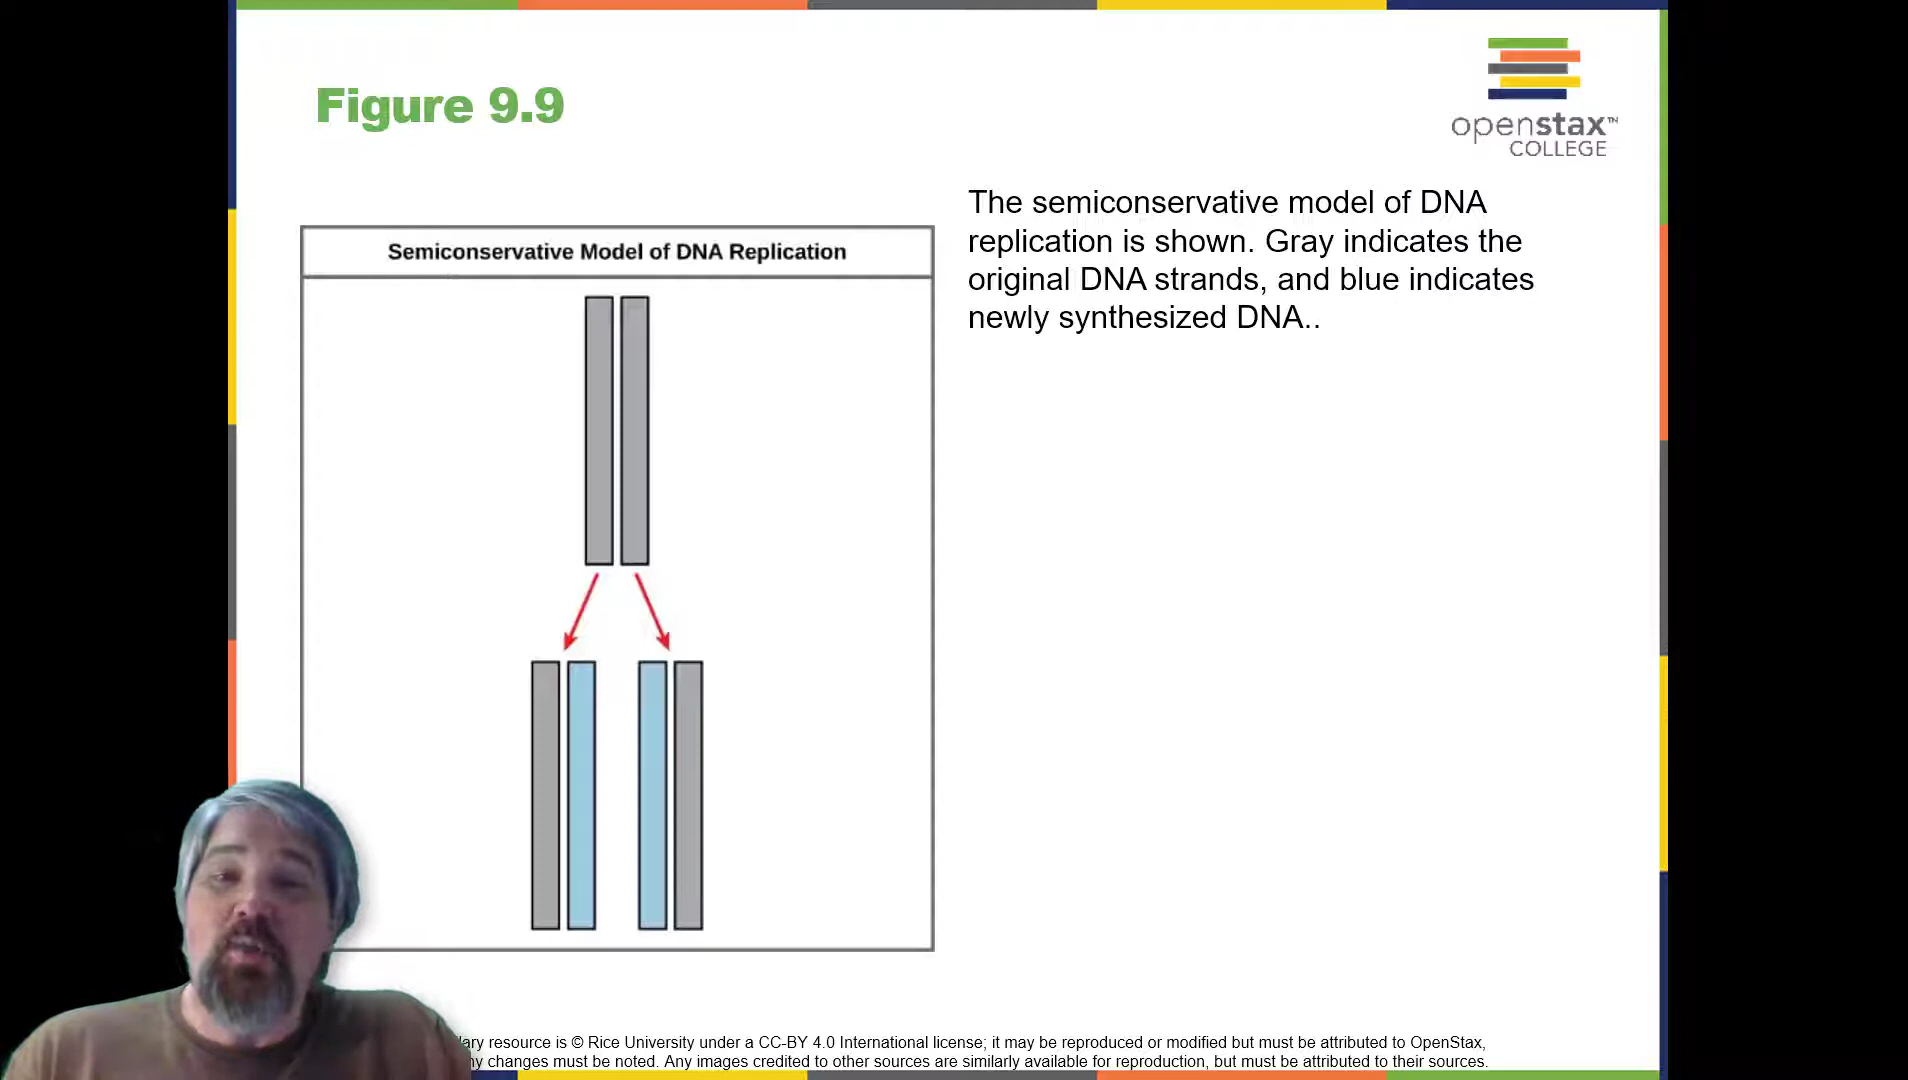 Figure 9.9
openstax™
COLLEGE
The semiconservative model of DNA
replication is shown. Gray indicates the
original DNA strands, and blue indicates
newly synthesized DNA..
Semiconservative Model of DNA Replication
resource is © Rice University under a CC-BY 4.0 International license; it may be reproduced or modified but must be attributed to OpenStax,
changes must be noted. Any images credited to other sources are similarly available for reproduction, but must be attributed to their sources.